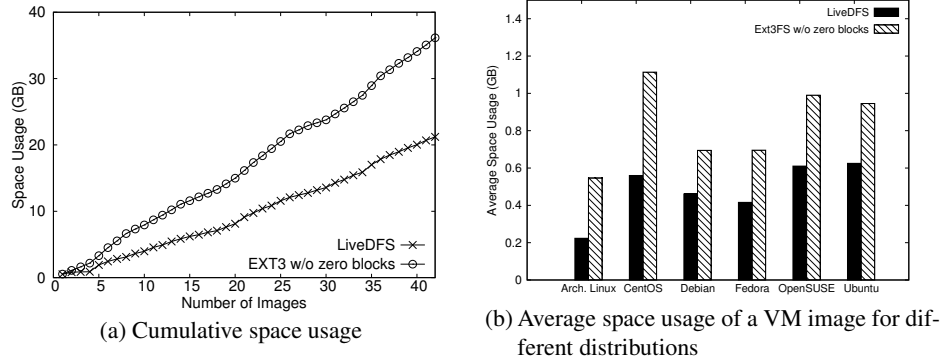 40
30
20
10
0
Space Usage (GB)
LiveDFS
EXT3 w/o zero blocks
0 5 10 15 20 25 30 35 40
Number of Images
(a) Cumulative space usage
1.4
1.2
1
0.8
0.6
0.4
0.2
0
Average Space Usage (GB)
LiveDFS
Ext3FS w/o zero blocks
Arch. Linux CentOS Debian Fedora OpenSUSE Ubuntu
(b) Average space usage of a VM image for dif-
ferent distributions